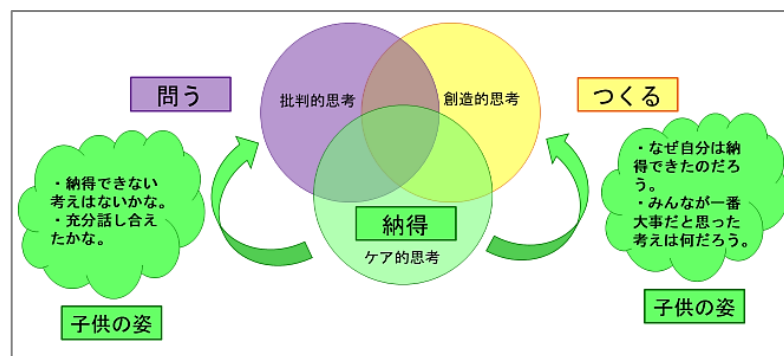 問う
批判的思考
創造的思考
つくる
・納得できない
考えはないかな。
・充分話し合え
たかな。
納得
ケア的思考
・なぜ自分は納
得できたのだろ
う。
・みんなが一番
大事だと思った
考えは何だろう。
子供の姿
子供の姿